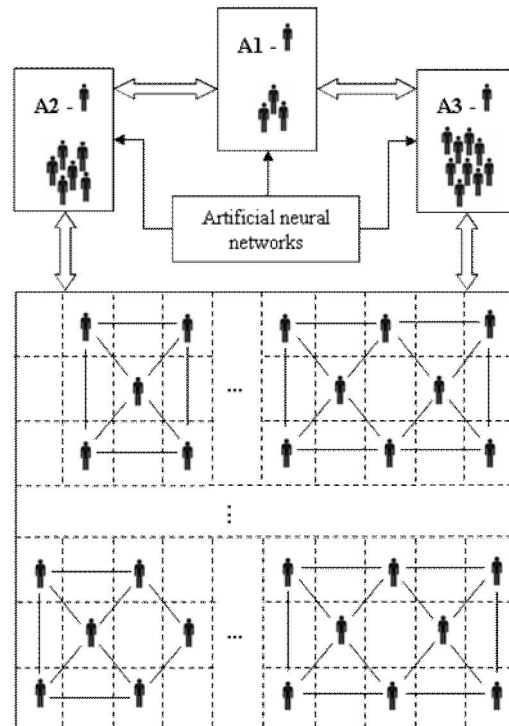 A1 -
A2 -
A3 -
Artificial neural
networks
...
...
...